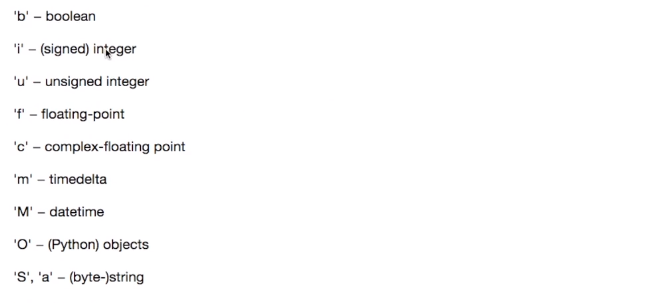 'b' – boolean
'i' – (signed) integer
'u' – unsigned integer
'f' – floating-point
'c' – complex-floating point
'm' – timedelta
'M' – datetime
'O' – (Python) objects
'S', 'a' – (byte-)string